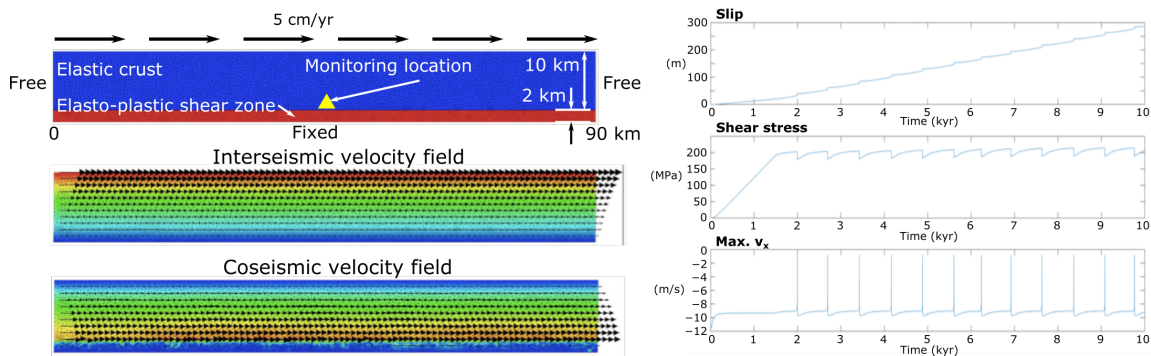 5 cm/yr
Elastic crust
Monitoring location
10 km
Free
Free
Elasto-plastic shear zone
2 km
0
Fixed
90 km
Interseismic velocity field
Coseismic velocity field
Slip
300
200
(m)
100
0
0 1 2 3 4 5 6 7 8 9 10
Time (kyr)
Shear stress
200
150
(MPa)
100
50
0
0 1 2 3 4 5 6 7 8 9 10
Time (kyr)
Max. vx
0
−2
−4
(m/s)
−6
−8
−10
−12
0 1 2 3 4 5 6 7 8 9 10
Time (kyr)